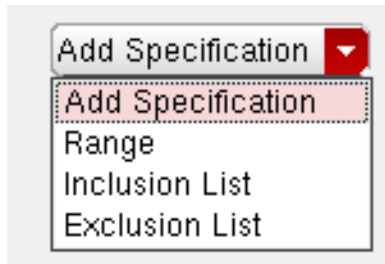 Add Specification
Add Specification
Range
Inclusion List
Exclusion List